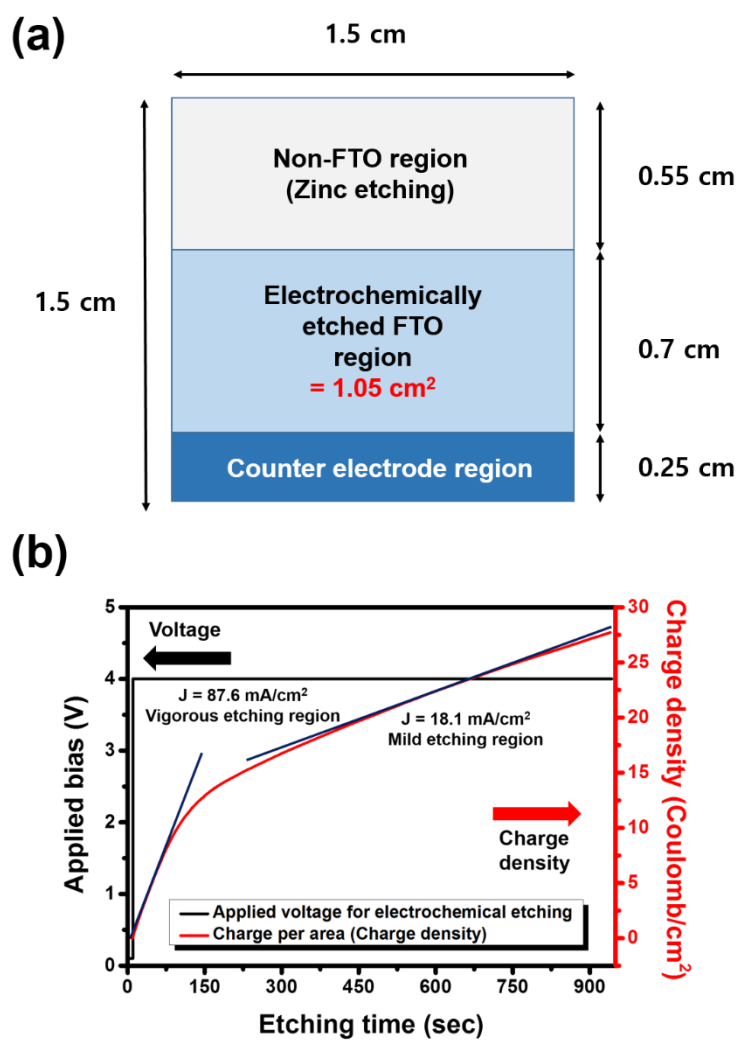 (a)
1.5 cm
Non-FTO region
(Zinc etching)
0.55 cm
1.5 cm
Electrochemically
etched FTO
region
= 1.05 cm²
0.7 cm
Counter electrode region
0.25 cm
(b)
5
4
3
2
1
0
Applied bias (V)
30
25
20
15
10
5
0
Charge density (Coulomb/cm²)
Voltage
J = 87.6 mA/cm²
Vigorous etching region
J = 18.1 mA/cm²
Mild etching region
Charge
density
Applied voltage for electrochemical etching
Charge per area (Charge density)
0 150 300 450 600 750 900
Etching time (sec)